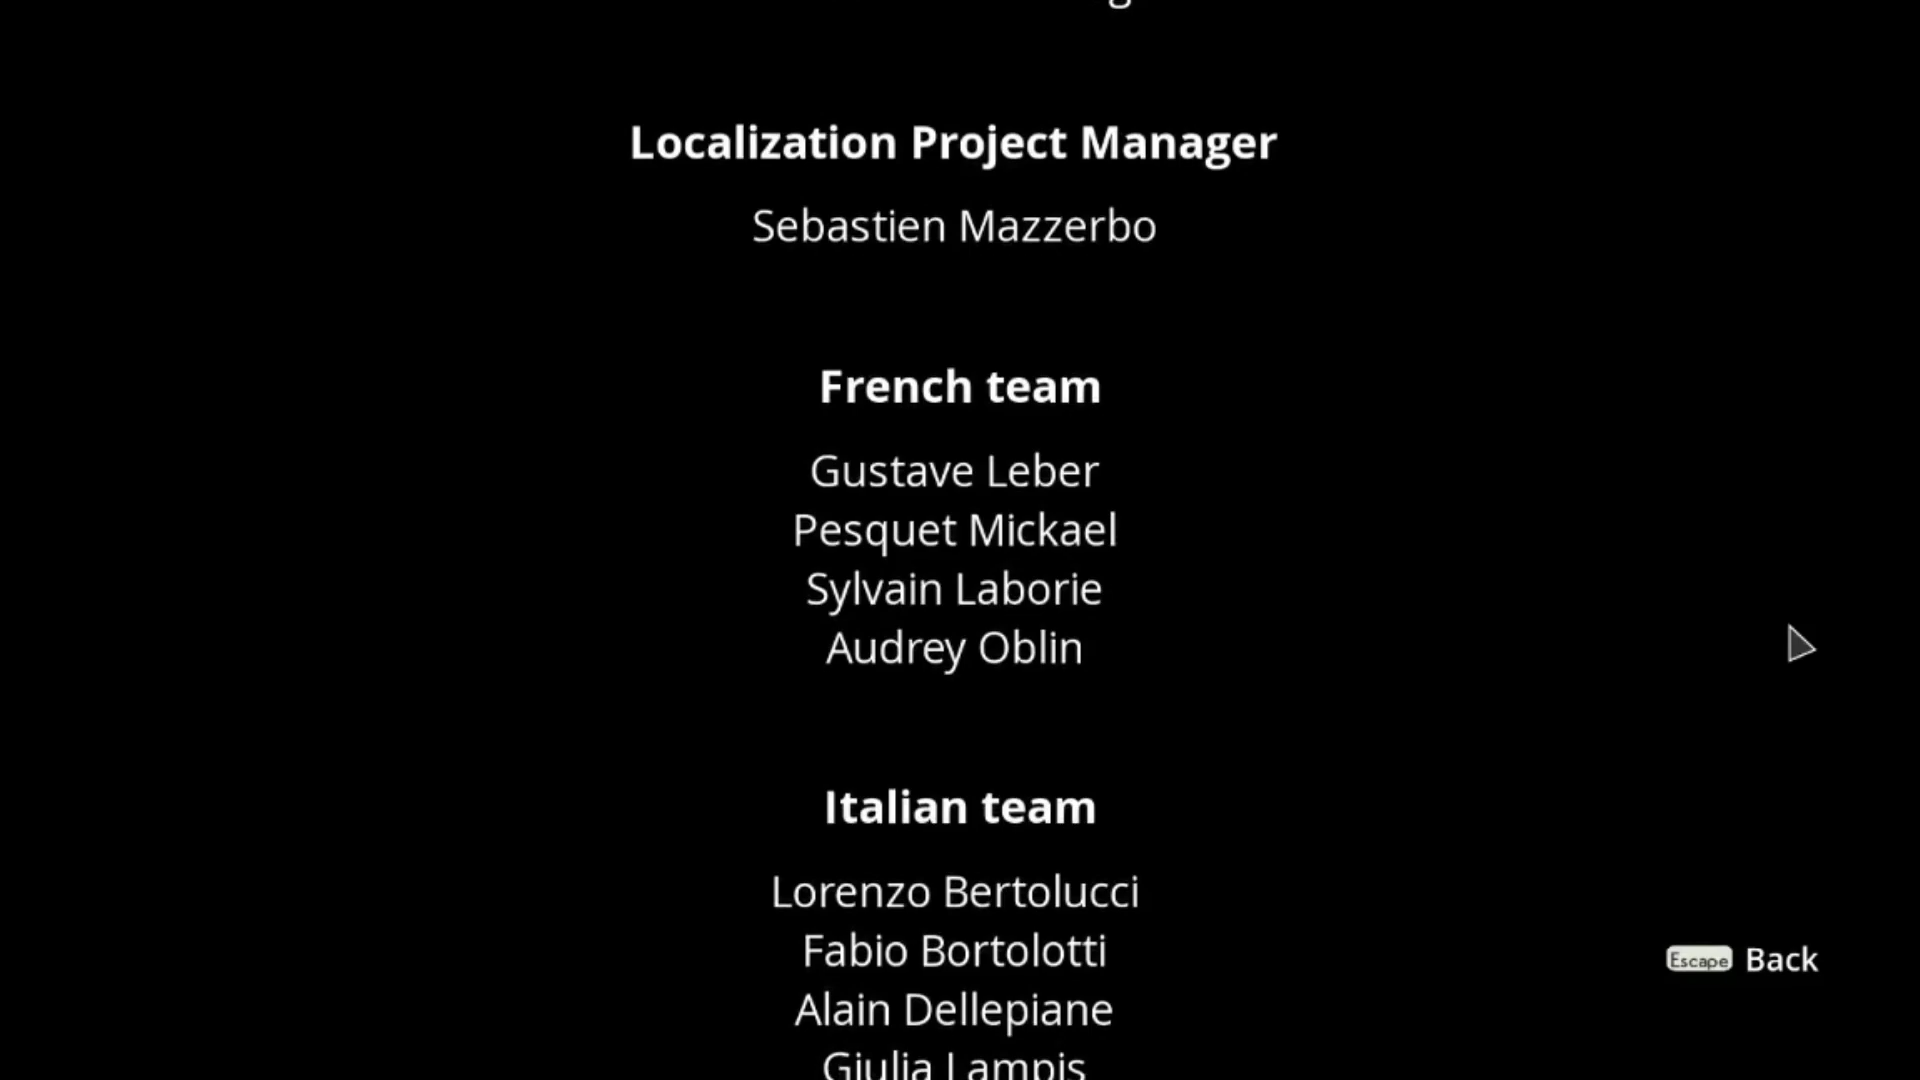 Localization Project Manager
Sebastien Mazzerbo
French team
Gustave Leber
Pesquet Mickael
Sylvain Laborie
Audrey Oblin
Italian team
Lorenzo Bertolucci
Fabio Bortolotti
Alain Dellepiane
Giulia Lampis
Escape Back